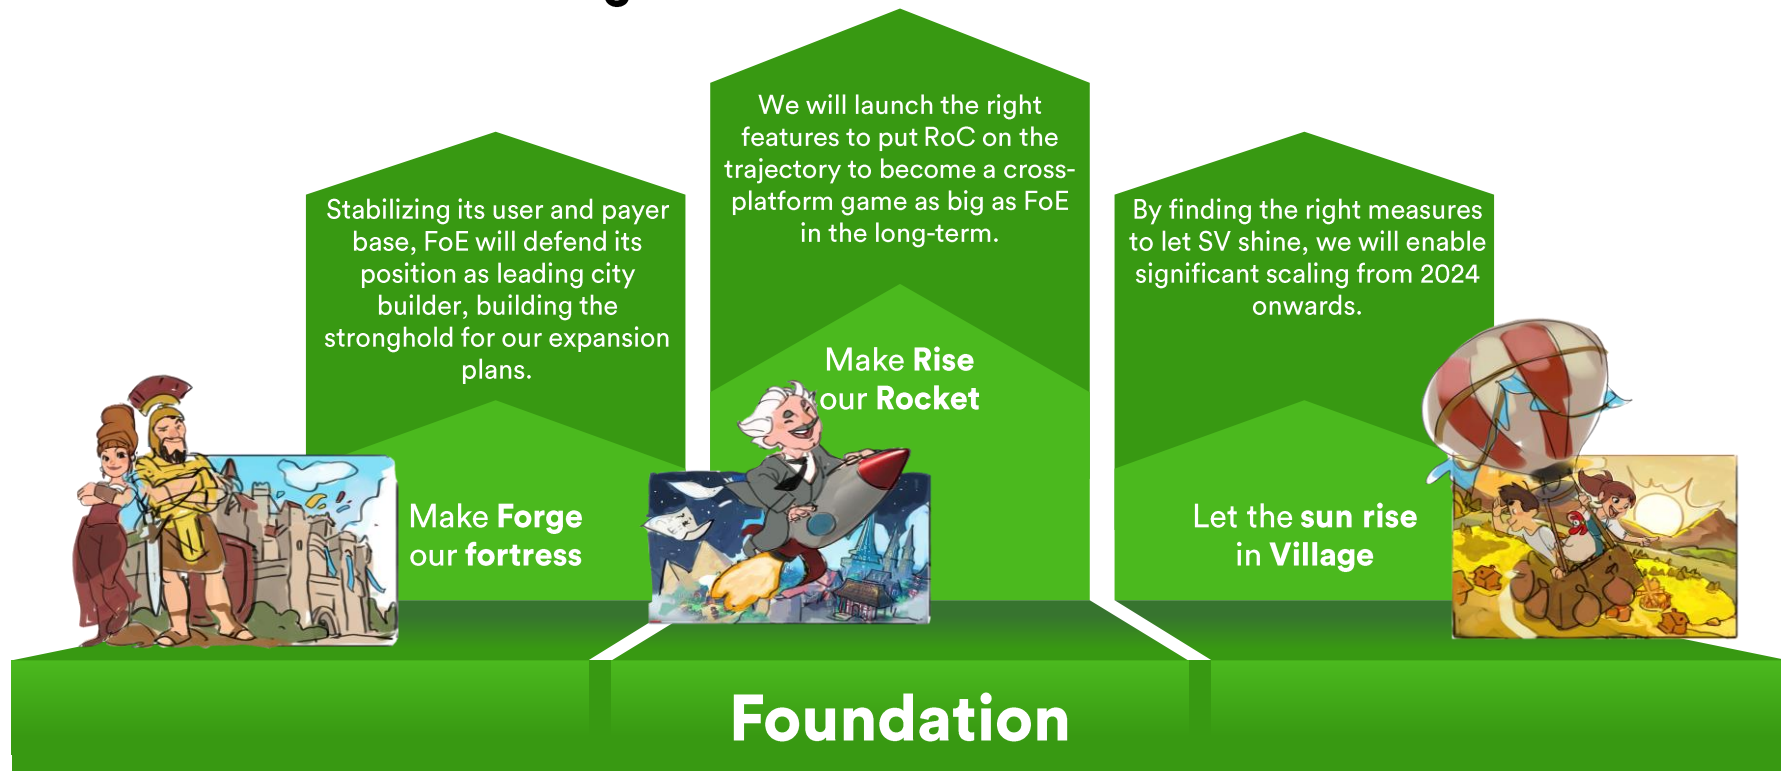 Stabilizing its user and payer
base, FoE will defend its
position as leading city
builder, building the
stronghold for our expansion
plans.
Make Forge
our fortress
We will launch the right
features to put RoC on the
trajectory to become a cross-
platform game as big as FoE
in the long-term.
Make Rise
our Rocket
By finding the right measures
to let SV shine, we will enable
significant scaling from 2024
onwards.
Let the sun rise
in Village
Foundation